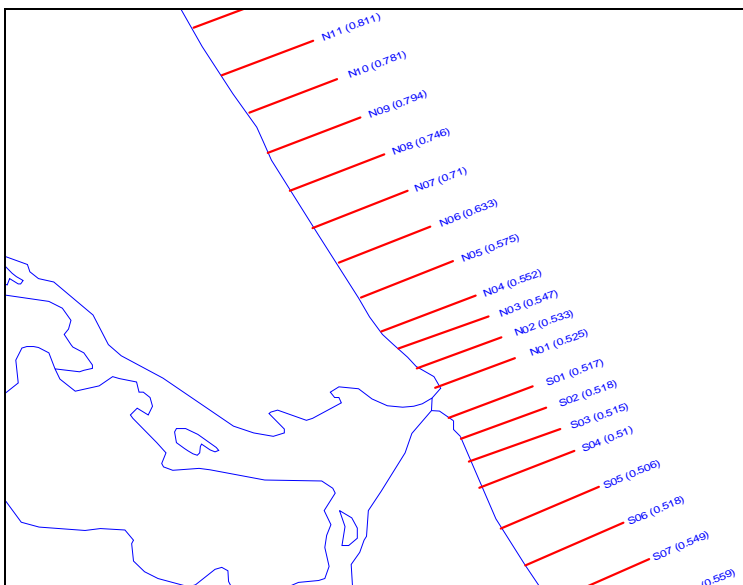 N11 (0.811)
N10 (0.781)
N09 (0.794)
N08 (0.746)
N07 (0.71)
N06 (0.633)
N05 (0.575)
N04 (0.552)
N03 (0.547)
N02 (0.533)
N01 (0.525)
S01 (0.517)
S02 (0.518)
S03 (0.515)
S04 (0.51)
S05 (0.506)
S06 (0.518)
S07 (0.549)
(0.559)